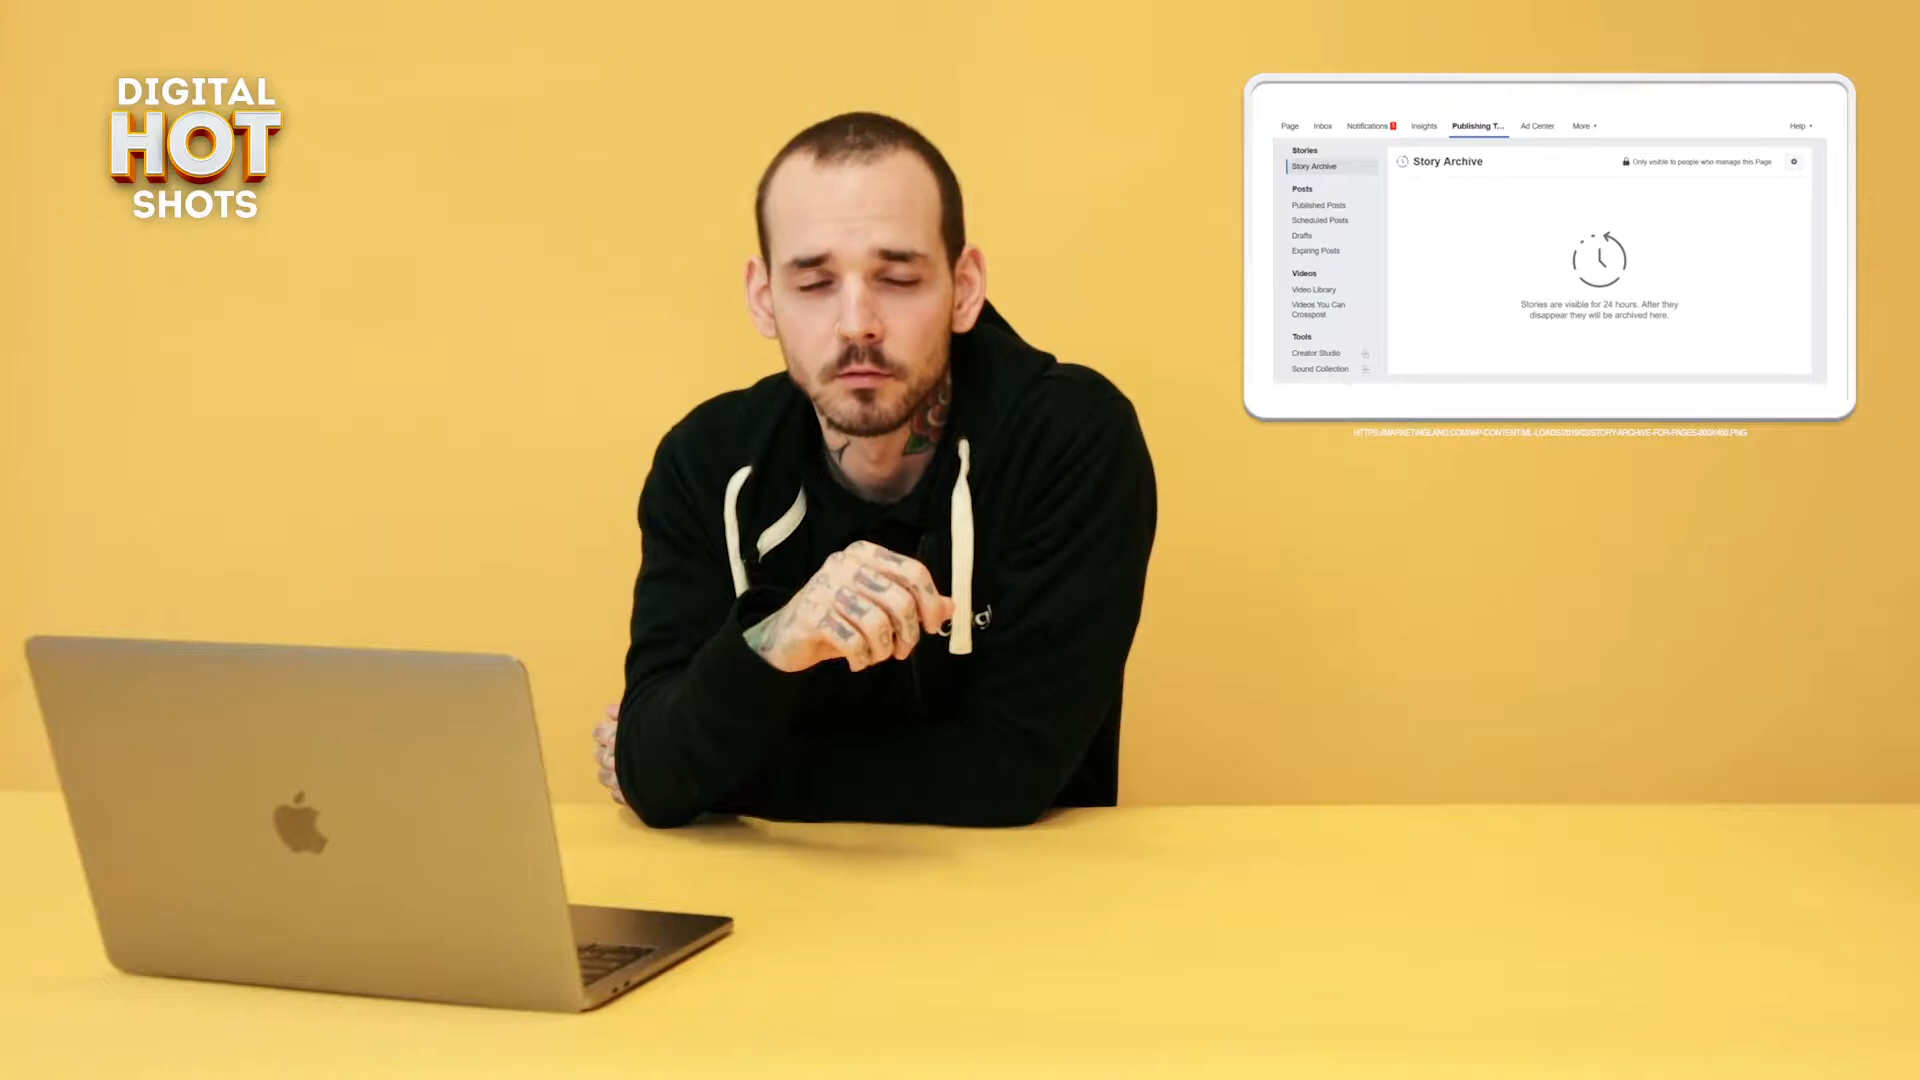 DIGITAL
HOT
SHOTS
Page Inbox Notifications Insights Publishing T... Ad Center More Help
Stories
Story Archive
Posts
Published Posts
Scheduled Posts
Drafts
Expiring Posts
Videos
Video Library
Videos You Can
Crosspost
Tools
Creator Studio
Sound Collection
Story Archive
Only visible to people who manage this Page
Stories are visible for 24 hours. After they
disappear they will be archived here.